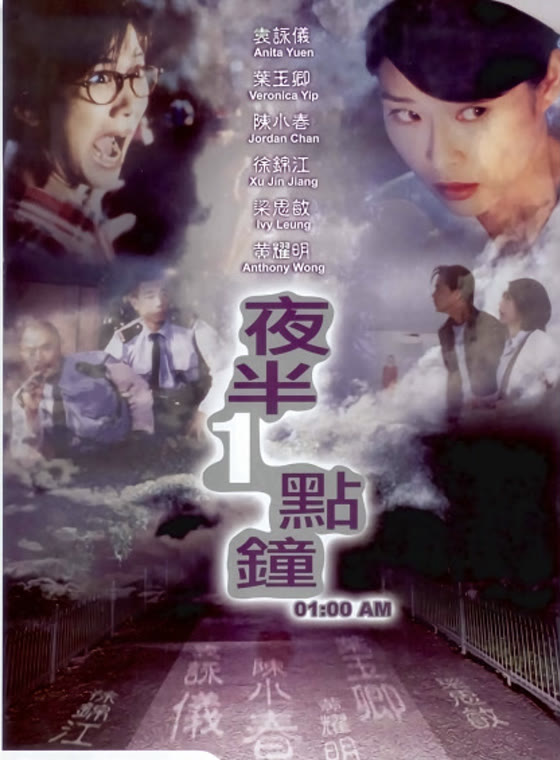 袁詠儀
Anita Yuen
葉玉卿
Veronica Yip
陳小春
Jordan Chan
徐錦江
Xu Jin Jiang
梁思敏
Ivy Leung
黃耀明
Anthony Wong
夜
半
1
點
鐘
01:00 AM
徐錦江
袁詠儀
陳小春
黃耀明
葉玉卿
梁思敏